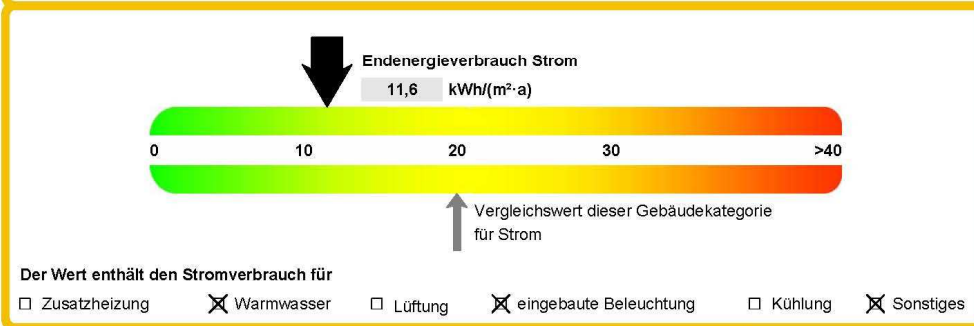 Endenergieverbrauch Strom
11,6 kWh/(m²·a)
0 10 20 30 >40
Vergleichswert dieser Gebäudekategorie
für Strom
Der Wert enthält den Stromverbrauch für
☐ Zusatzheizung ☒ Warmwasser ☐ Lüftung ☒ eingebaute Beleuchtung ☐ Kühlung ☒ Sonstiges